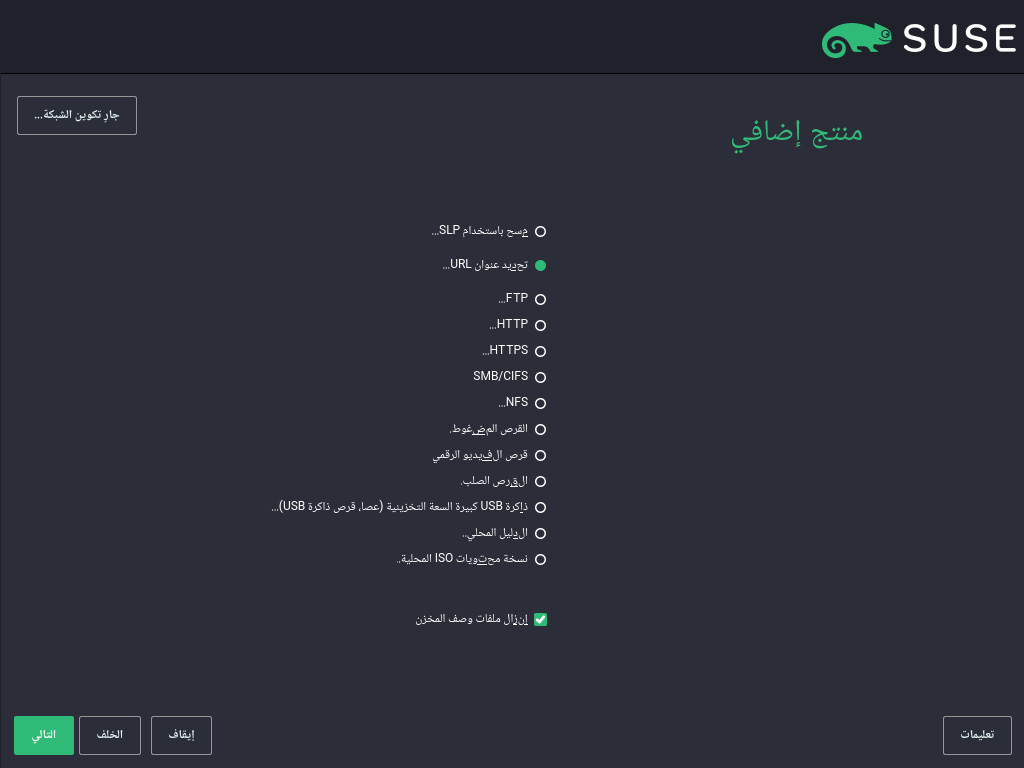 SUSE
جارِ تكوين الشبكة...
منتج إضافي
مسح باستخدام SLP...
تحديد عنوان URL...
FTP...
HTTP...
HTTPS...
SMB/CIFS
NFS...
القرص المضغوط.
قرص الفيديو الرقمي
القرص الصلب.
ذاكرة USB كبيرة السعة التخزينية (عصا، قرص ذاكرة USB)...
الدليل المحلي..
نسخة محتويات ISO المحلية..
إنزال ملفات وصف المخزن
تعليمات
إيقاف
الخلف
التالي